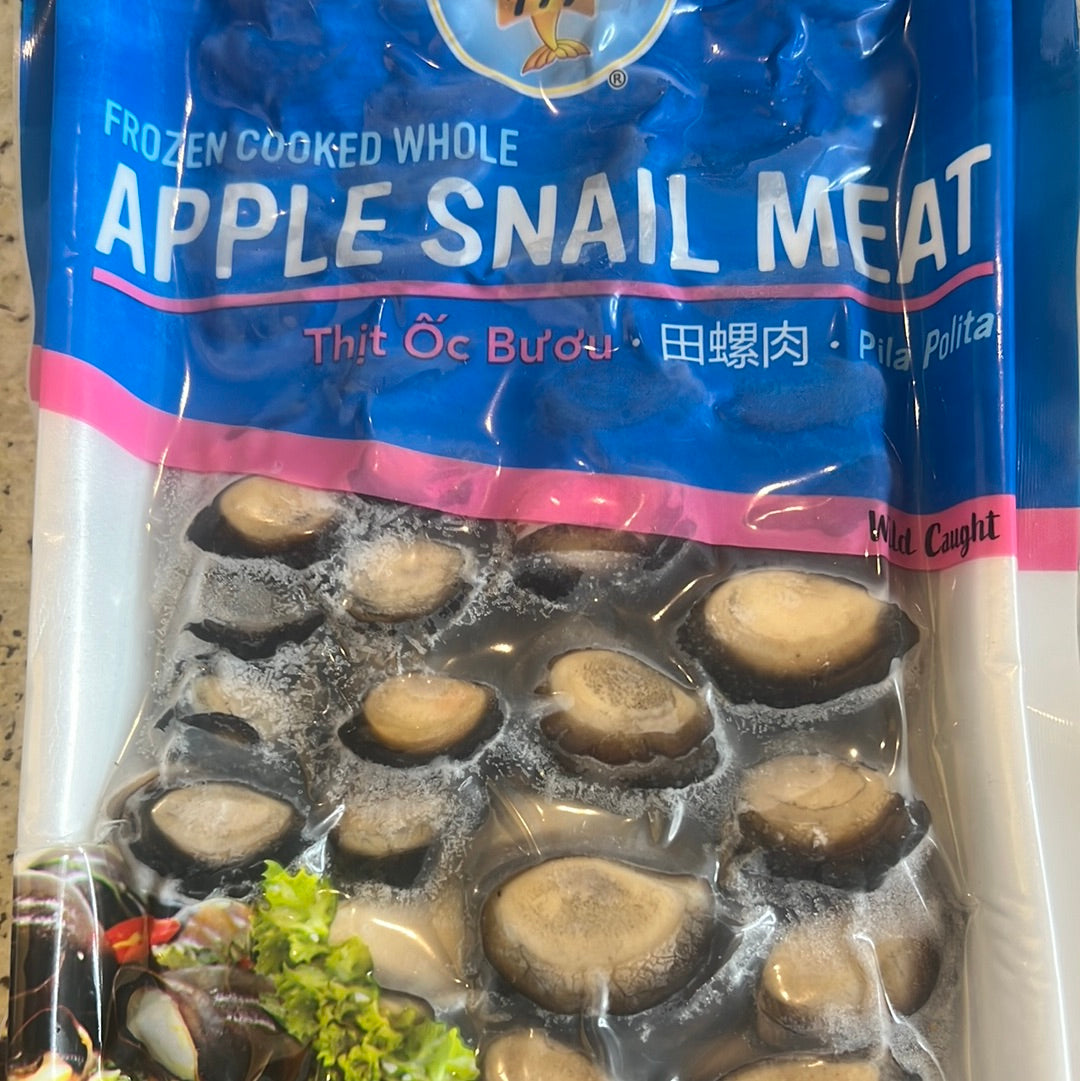 ®
FROZEN COOKED WHOLE
APPLE SNAIL MEAT
Thịt Ốc Bươu · 田螺肉 · Pila Polita
Wild Caught